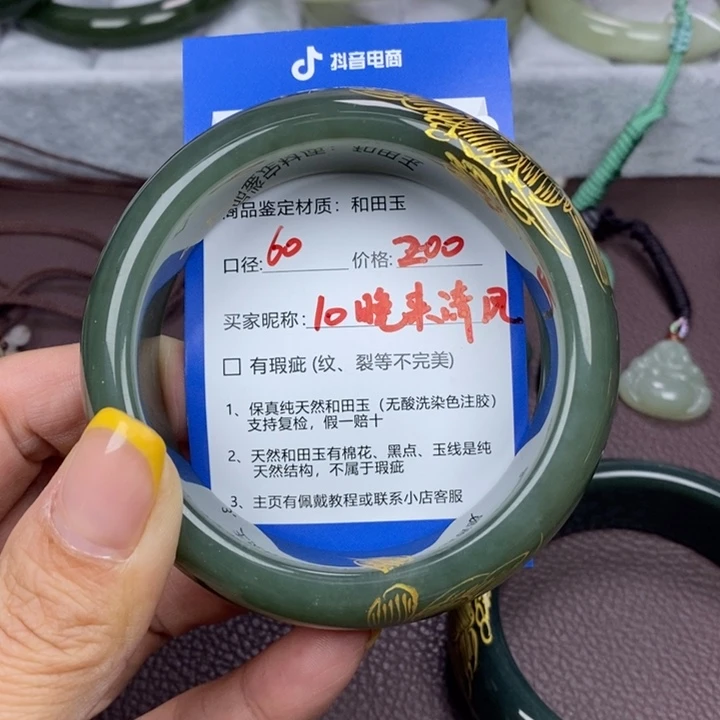 抖音电商
商品鉴定材质：和田玉
口径:60 价格:200
买家昵称:10晚来清风
□ 有瑕疵 (纹、裂等不完美)
1、保真纯天然和田玉（无酸洗染色注胶）
支持复检，假一赔十
2、天然和田玉有棉花、黑点、玉线是纯
天然结构，不属于瑕疵
3、主页有佩戴教程或联系小店客服